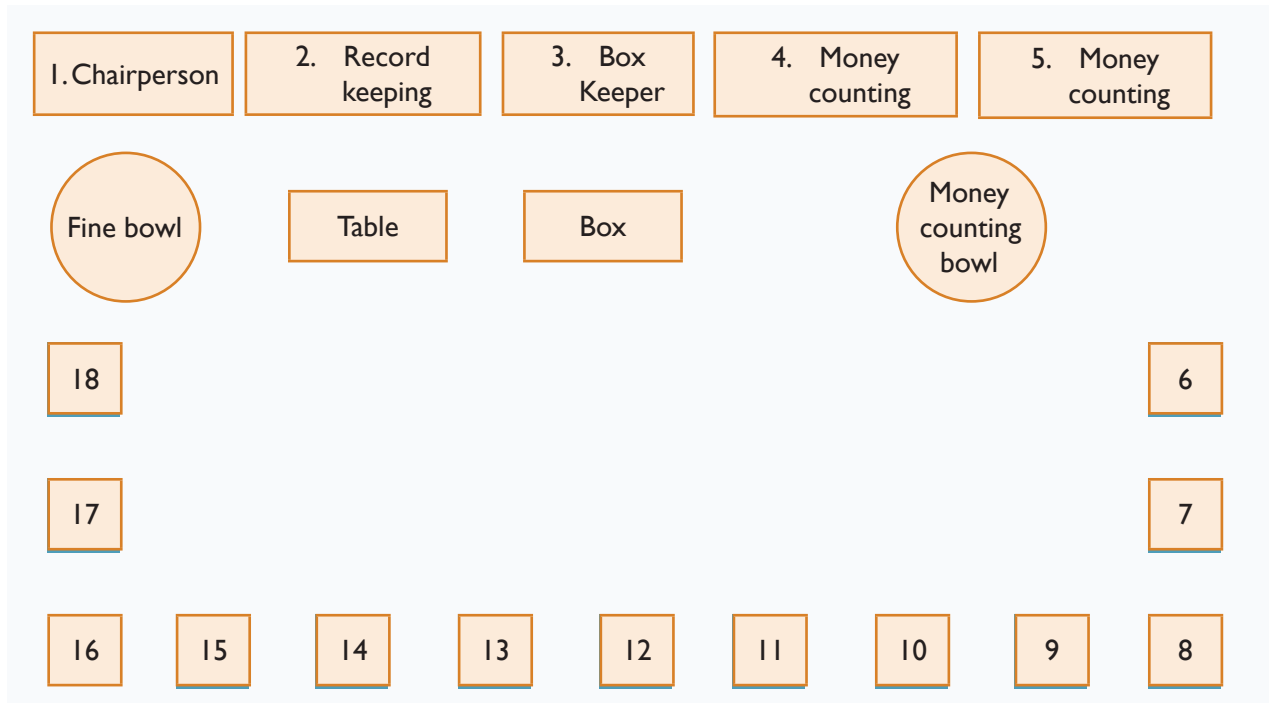 1. Chairperson
2. Record
keeping
3. Box
Keeper
4. Money
counting
5. Money
counting
Fine bowl
Table
Box
Money
counting
bowl
18
6
17
7
16
15
14
13
12
11
10
9
8